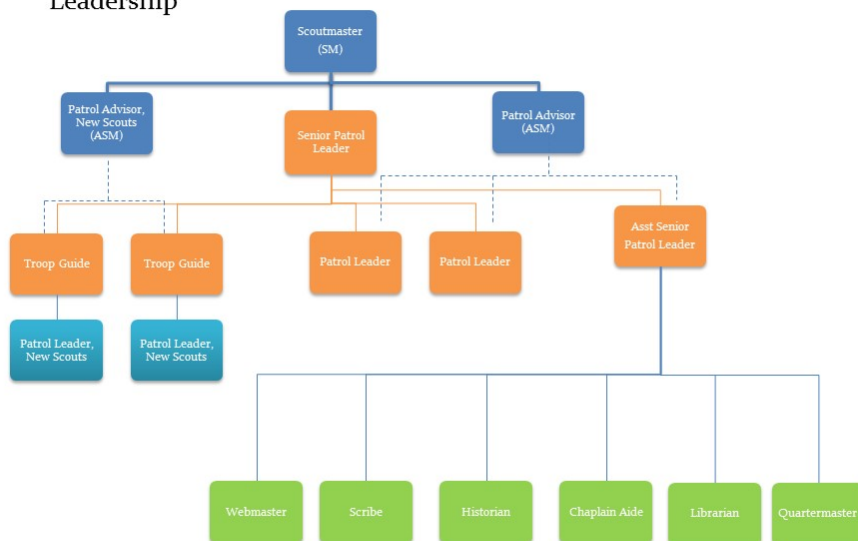 Leadership
Scoutmaster
(SM)
Patrol Advisor,
New Scouts
(ASM)
Senior Patrol
Leader
Patrol Advisor
(ASM)
Troop Guide
Troop Guide
Patrol Leader
Patrol Leader
Asst Senior
Patrol Leader
Patrol Leader,
New Scouts
Patrol Leader,
New Scouts
Webmaster
Scribe
Historian
Chaplain Aide
Librarian
Quartermaster